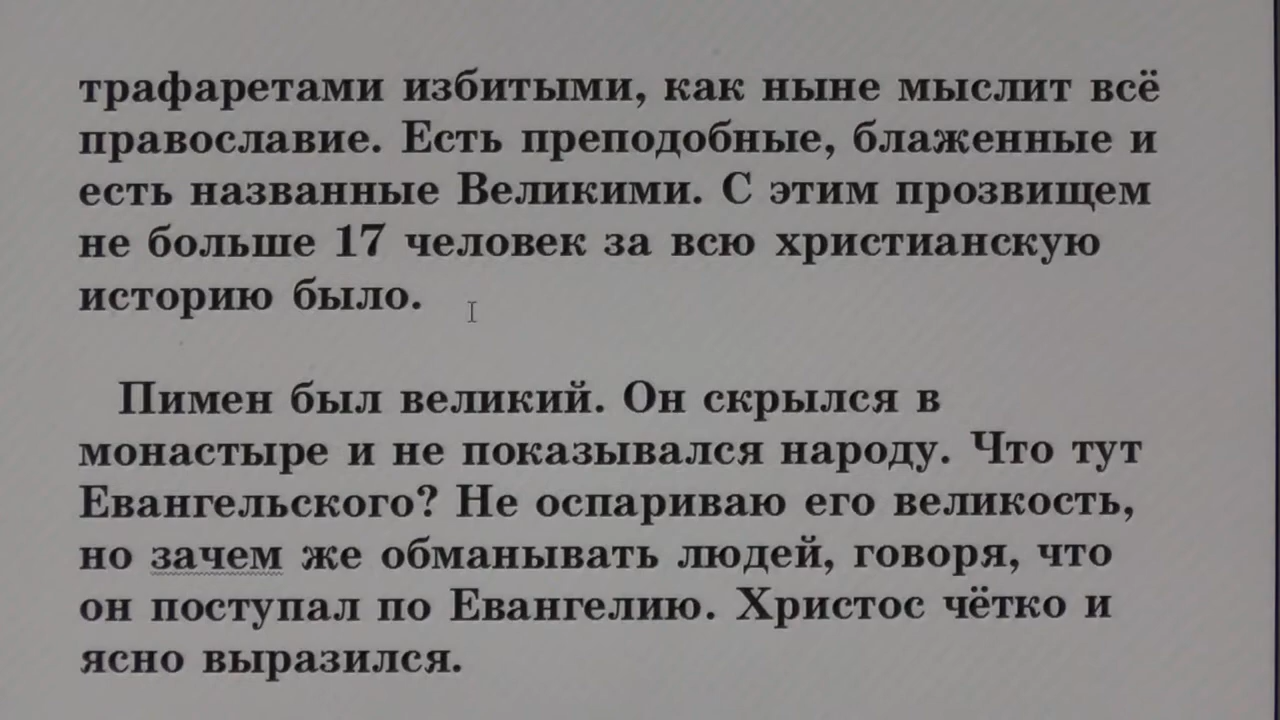 трафаретами избитыми, как ныне мыслит всё
православие. Есть преподобные, блаженные и
есть названные Великими. С этим прозвищем
не больше 17 человек за всю христианскую
историю было.
Пимен был великий. Он скрылся в
монастыре и не показывался народу. Что тут
Евангельского? Не оспариваю его великость,
но зачем же обманывать людей, говоря, что
он поступал по Евангелию. Христос чётко и
ясно выразился.